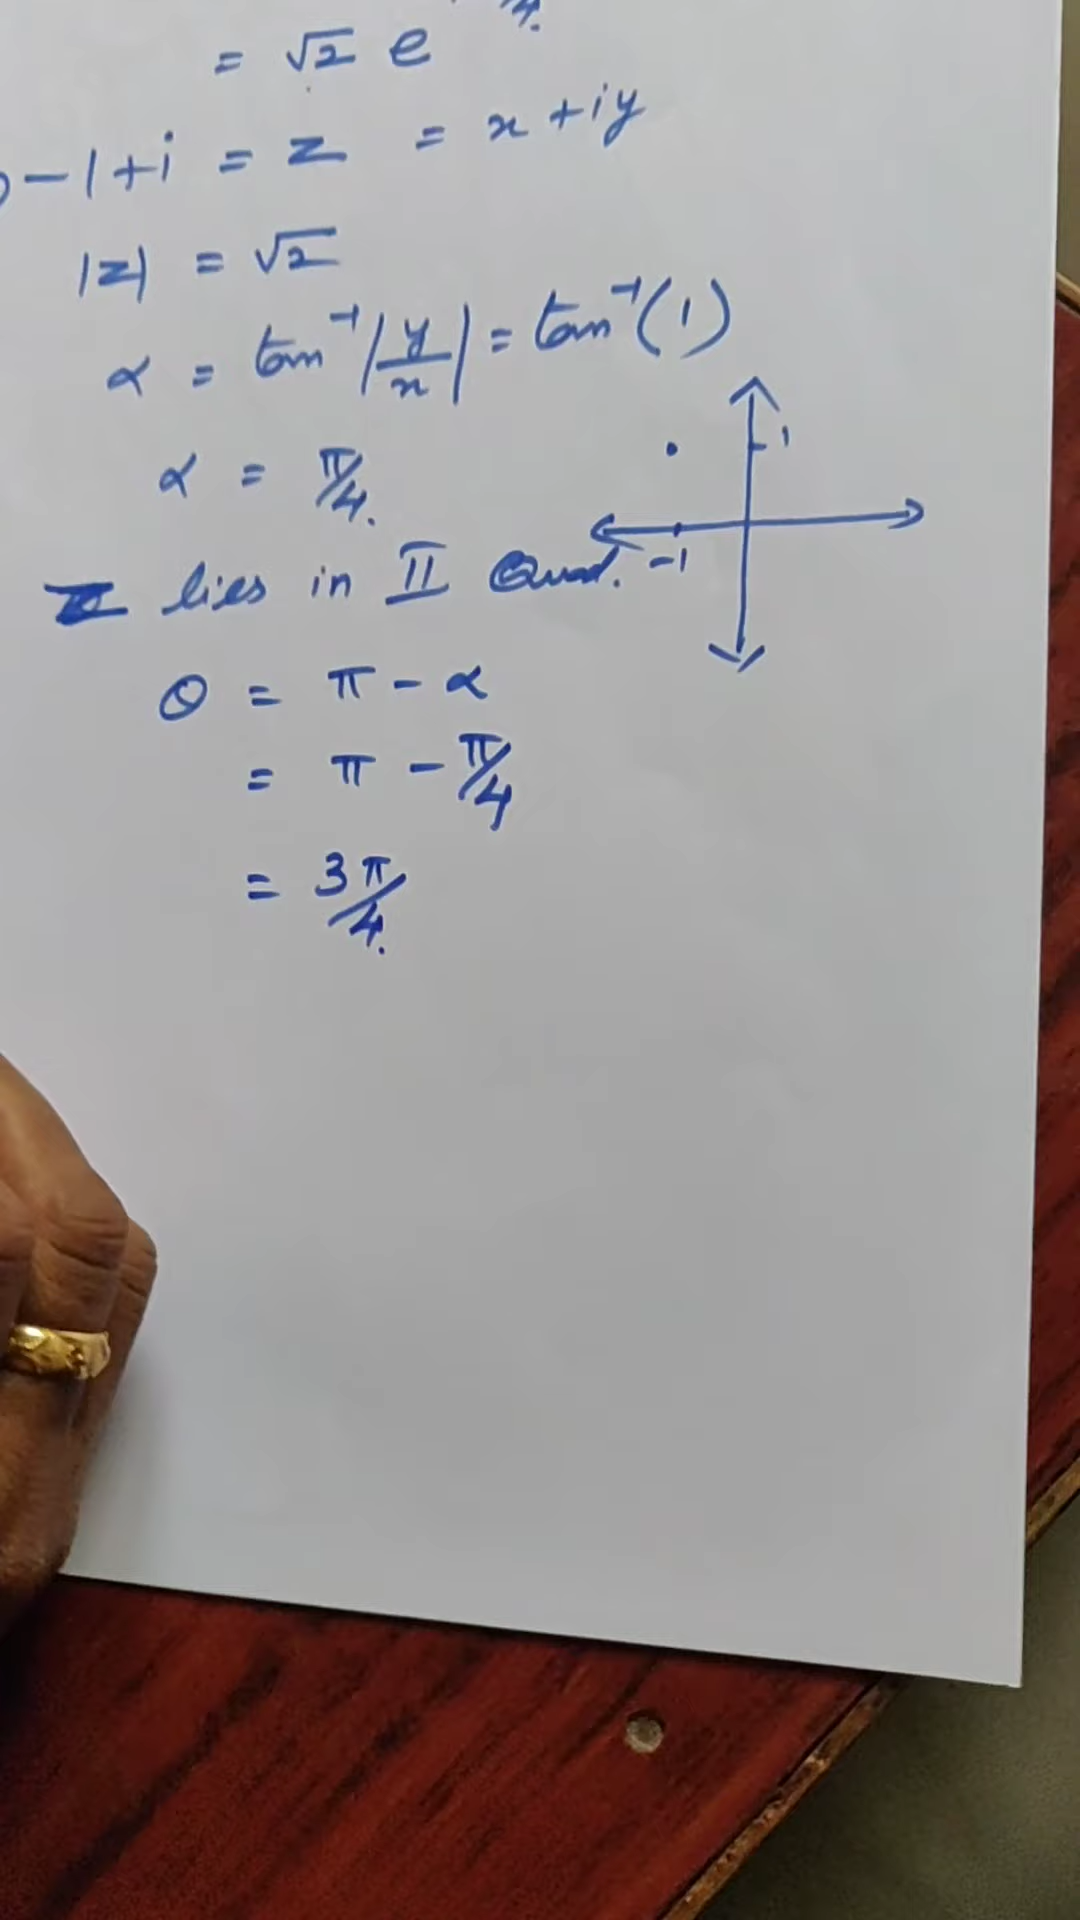 = √2 e
-1+i = z = x+iy
|z| = √2
α = tan⁻¹|y/x| = tan⁻¹(1)
α = π/4.
1
-1
z lies in II Quad.
θ = π - α
= π - π/4
= 3π/4.